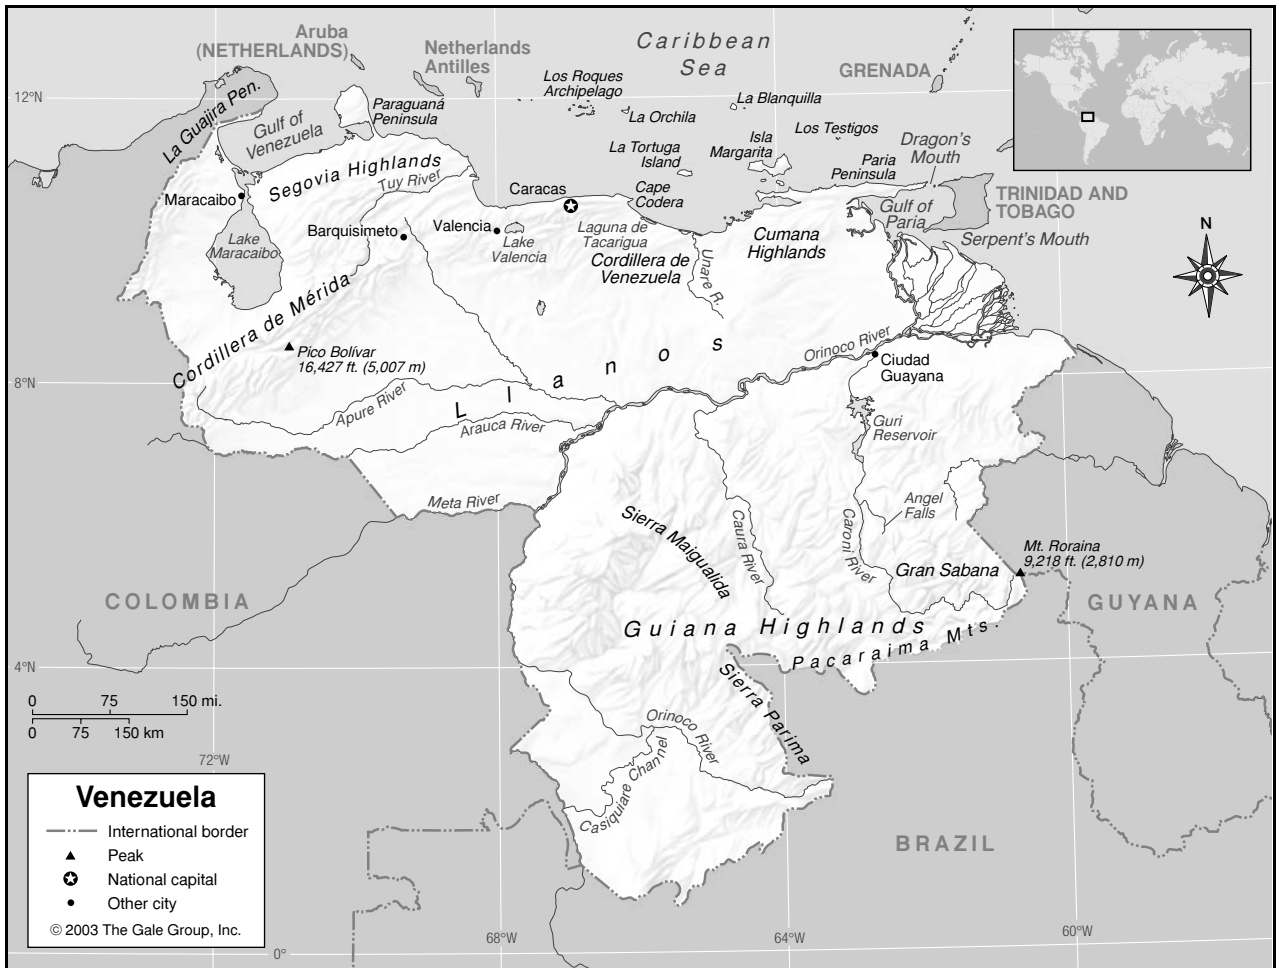 Caribbean
Sea
Aruba
(NETHERLANDS)
Netherlands
Antilles
GRENADA
12°N
La Guajira Pen.
Gulf of
Venezuela
Paraguaná
Peninsula
Los Roques
Archipelago
La Orchila
La Blanquilla
La Tortuga
Island
Isla
Margarita
Los Testigos
Dragon's
Mouth
Paria
Peninsula
Segovia Highlands
Tuy River
Maracaibo
Caracas
Cape
Codera
TRINIDAD AND
TOBAGO
Gulf of
Paria
Serpent's Mouth
N
Barquisimeto
Valencia
Lake
Valencia
Laguna de
Tacarigua
Lake
Maracaibo
Cordillera de
Venezuela
Unare R.
Cumana
Highlands
Cordillera de Mérida
Pico Bolívar
16,427 ft. (5,007 m)
Llanos
Orinoco River
Ciudad
Guayana
8°N
Apure River
Arauca River
Guri
Reservoir
Meta River
Angel
Falls
Sierra Maigualida
Caura River
Caroni River
Gran Sabana
Mt. Roraina
9,218 ft. (2,810 m)
COLOMBIA
GUYANA
Guiana Highlands
Pacaraima Mts.
4°N
Sierra Parima
0 75 150 mi.
0 75 150 km
Orinoco River
Casiquiare Channel
72°W
BRAZIL
Venezuela
International border
Peak
National capital
Other city
© 2003 The Gale Group, Inc.
0°
68°W
64°W
60°W